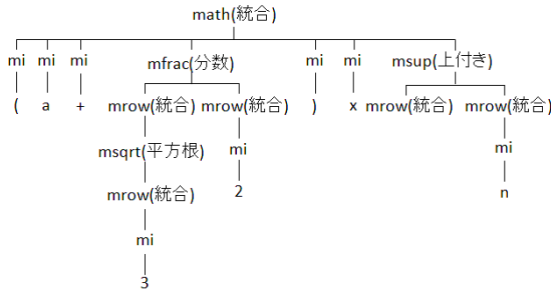 math(統合)
mi mi mi mfrac(分数) mi mi msup(上付き)
( a + mrow(統合) mrow(統合) ) x mrow(統合) mrow(統合)
msqrt(平方根) mi mi
mrow(統合) 2 n
mi
3